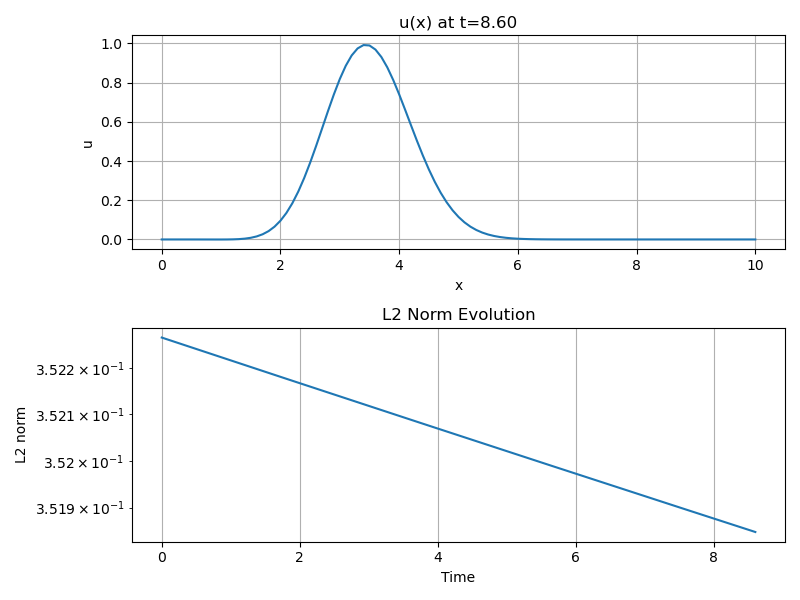 u(x) at t=8.60
1.0
0.8
0.6
0.4
0.2
0.0
u
0 2 4 6 8 10
x
L2 Norm Evolution
3.522 × 10⁻¹
3.521 × 10⁻¹
3.52 × 10⁻¹
3.519 × 10⁻¹
L2 norm
0 2 4 6 8
Time